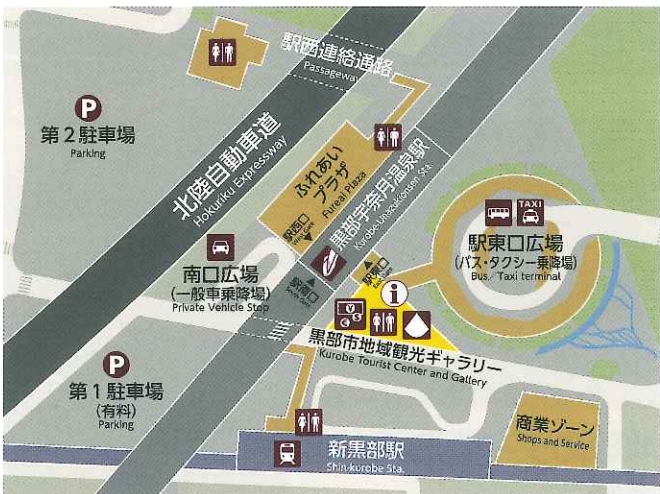 駅西連絡通路
Passageway
P
第2駐車場
Parking
北陸自動車道
Hokuriku Expressway
ふれあい
プラザ
Fureai Plaza
駅西口
West Gate
黒部宇奈月温泉駅
Kurobe-Unazukionsen Sta.
TAXI
駅東口広場
(バス・タクシー乗降場)
Bus／Taxi terminal
南口広場
(一般車乗降場)
Private Vehicle Stop
駅南口
South Gate
駅東口
East Gate
i
¥
$
€
黒部市地域観光ギャラリー
Kurobe Tourist Center and Gallery
P
第1駐車場
(有料)
Parking
商業ゾーン
Shops and Service
新黒部駅
Shin-kurobe Sta.